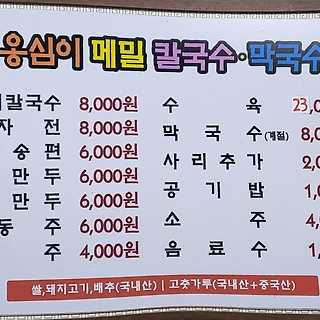 옹심이 메밀 칼국수·막국수
칼국수 8,000원
자 전 8,000원
송 편 6,000원
만 두 6,000원
만 두 6,000원
동 주 6,000원
주 4,000원
수 육 23,0
막 국 수(계절) 8,0
사 리 추 가 2,0
공 기 밥 1,0
소 주 4,
음 료 수 1,
쌀,돼지고기,배추(국내산) | 고춧가루(국내산+중국산)